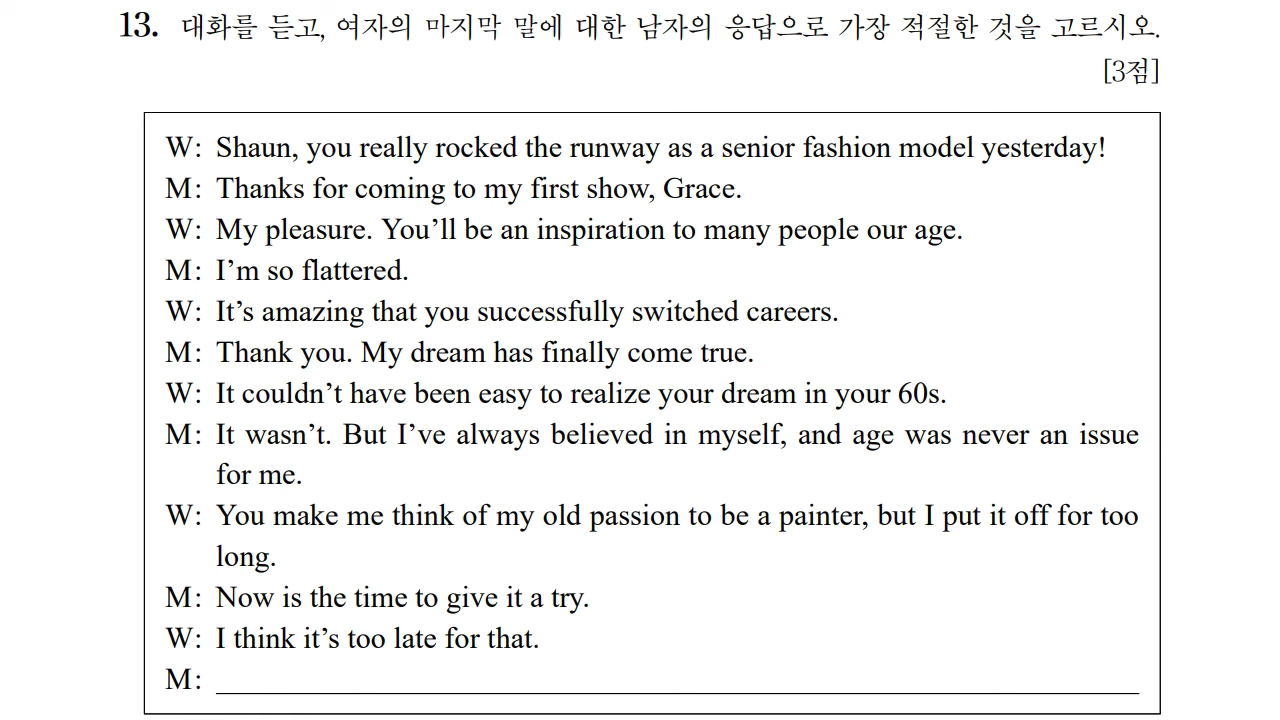 13. 대화를 듣고, 여자의 마지막 말에 대한 남자의 응답으로 가장 적절한 것을 고르시오.
[3점]
W: Shaun, you really rocked the runway as a senior fashion model yesterday!
M: Thanks for coming to my first show, Grace.
W: My pleasure. You’ll be an inspiration to many people our age.
M: I’m so flattered.
W: It’s amazing that you successfully switched careers.
M: Thank you. My dream has finally come true.
W: It couldn’t have been easy to realize your dream in your 60s.
M: It wasn’t. But I’ve always believed in myself, and age was never an issue
for me.
W: You make me think of my old passion to be a painter, but I put it off for too
long.
M: Now is the time to give it a try.
W: I think it’s too late for that.
M: